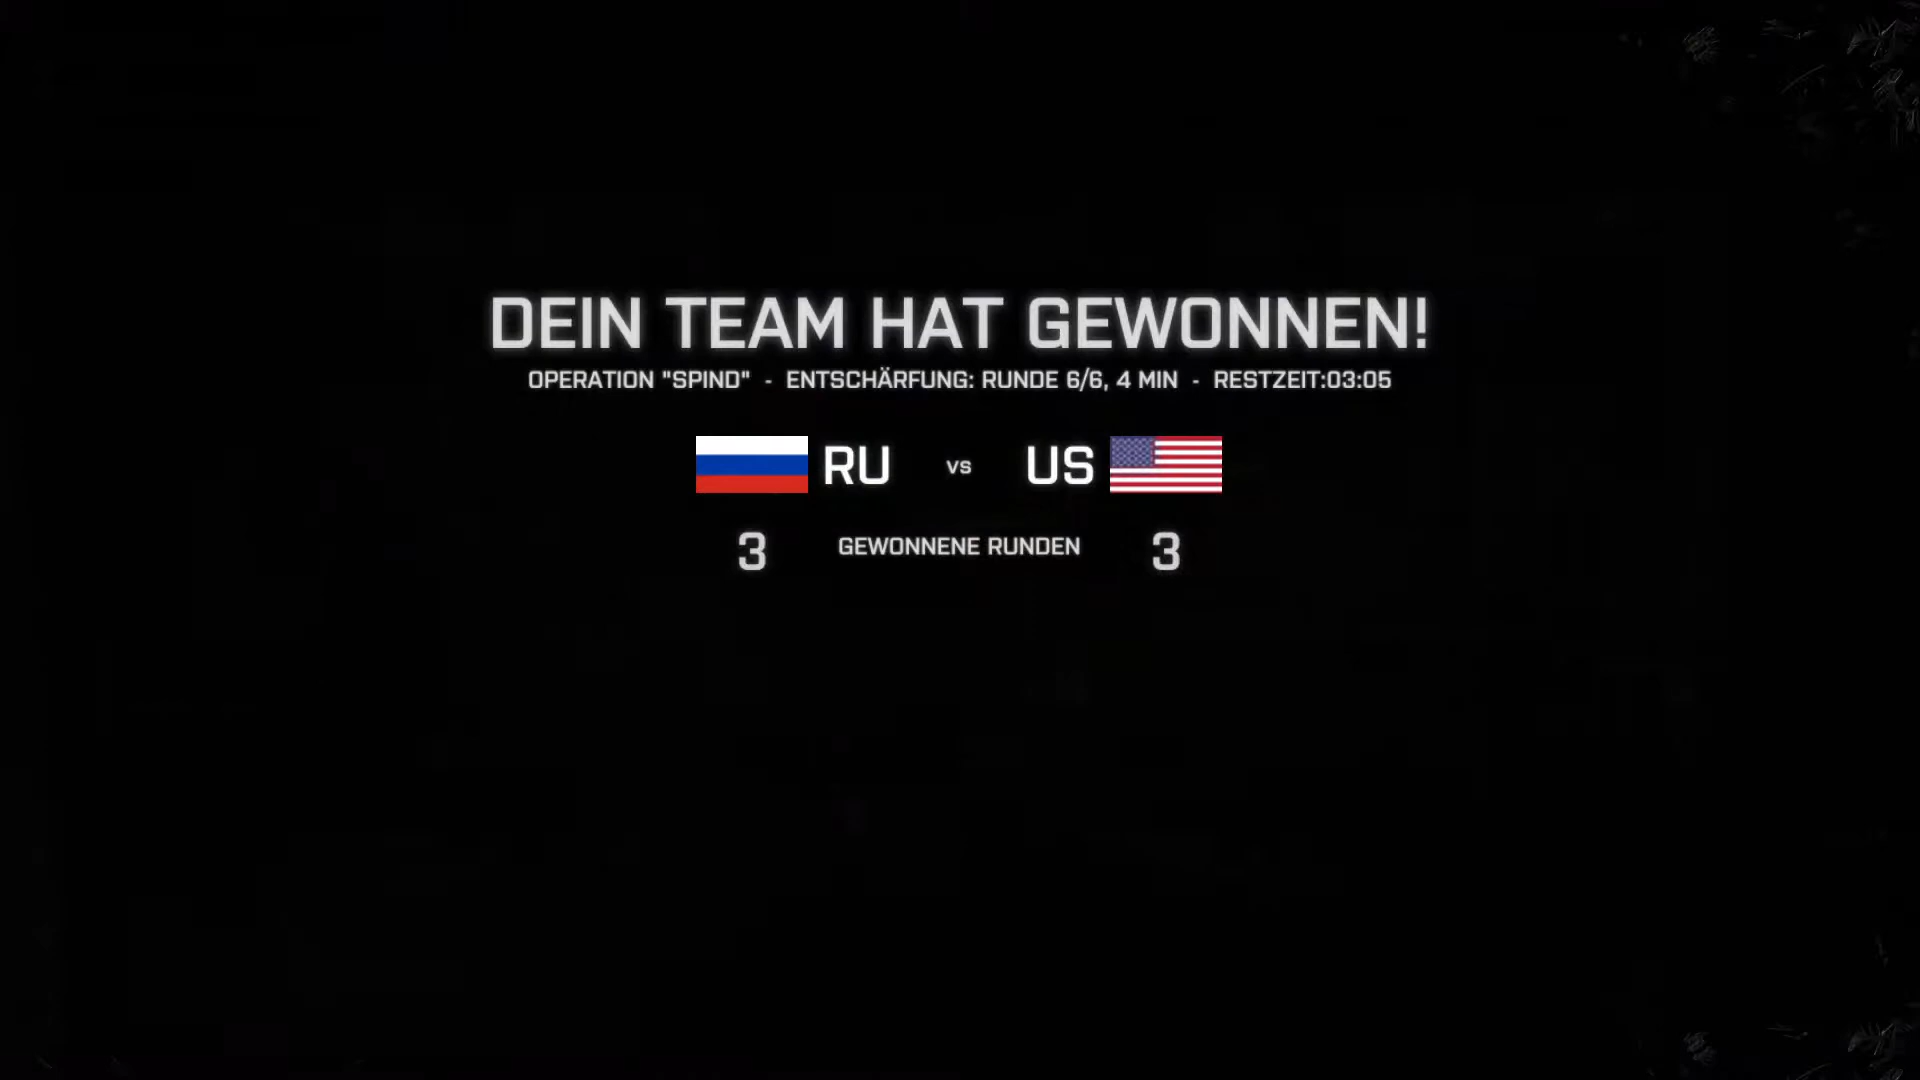 DEIN TEAM HAT GEWONNEN!
OPERATION "SPIND" - ENTSCHÄRFUNG: RUNDE 6/6, 4 MIN - RESTZEIT:03:05
RU vs US
3 GEWONNENE RUNDEN 3